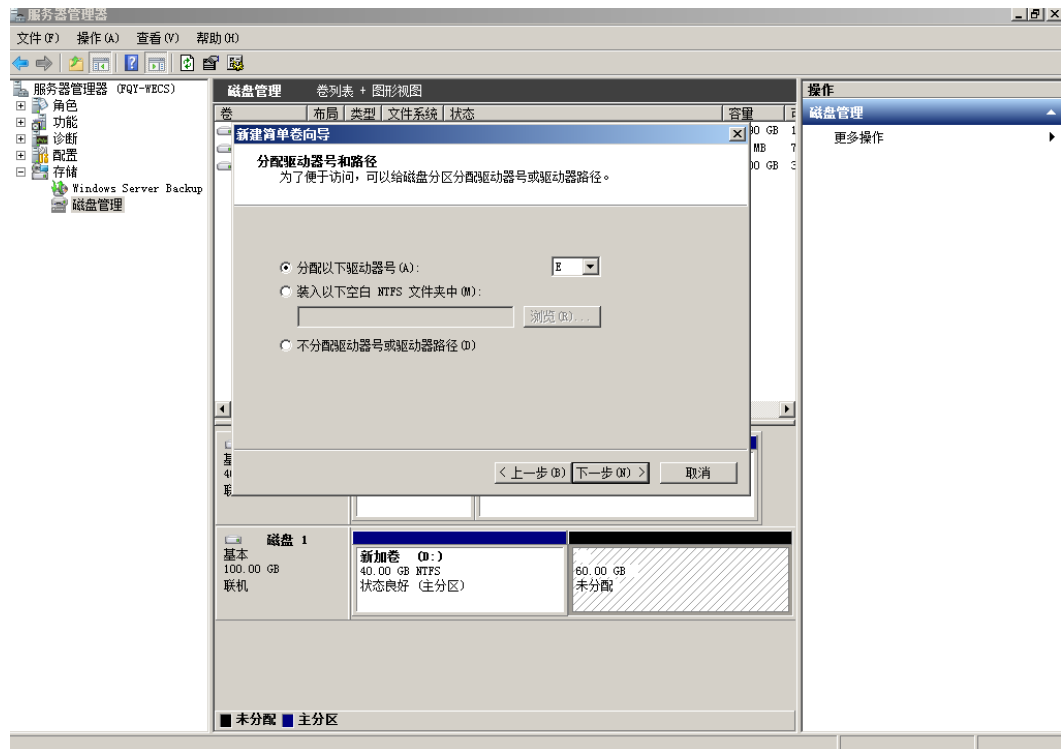 服务器管理器
文件(F) 操作(A) 查看(V) 帮助(H)
服务器管理器 (FQY-WECS)
角色
功能
诊断
配置
存储
Windows Server Backup
磁盘管理
磁盘管理 卷列表 + 图形视图
卷 布局 类型 文件系统 状态 容量
新建简单卷向导
分配驱动器号和路径
为了便于访问，可以给磁盘分区分配驱动器号或驱动器路径。
分配以下驱动器号(A): E
装入以下空白 NTFS 文件夹中(M):
浏览(R)...
不分配驱动器号或驱动器路径(D)
<上一步(B) 下一步(N) > 取消
磁盘 1
基本
100.00 GB
联机
新加卷 (D:)
40.00 GB NTFS
状态良好 (主分区)
60.00 GB
未分配
未分配 主分区
操作
磁盘管理
更多操作